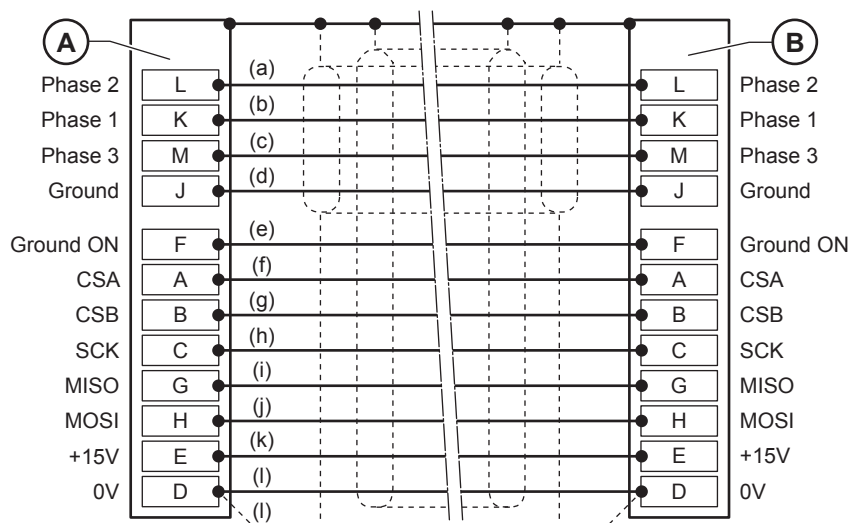 A B
(a)
Phase 2 L L Phase 2
(b)
Phase 1 K K Phase 1
(c)
Phase 3 M M Phase 3
(d)
Ground J J Ground
(e)
Ground ON F F Ground ON
(f)
CSA A A CSA
(g)
CSB B B CSB
(h)
SCK C C SCK
(i)
MISO G G MISO
(j)
MOSI H H MOSI
(k)
+15V E E +15V
(l)
0V D D 0V
(l)